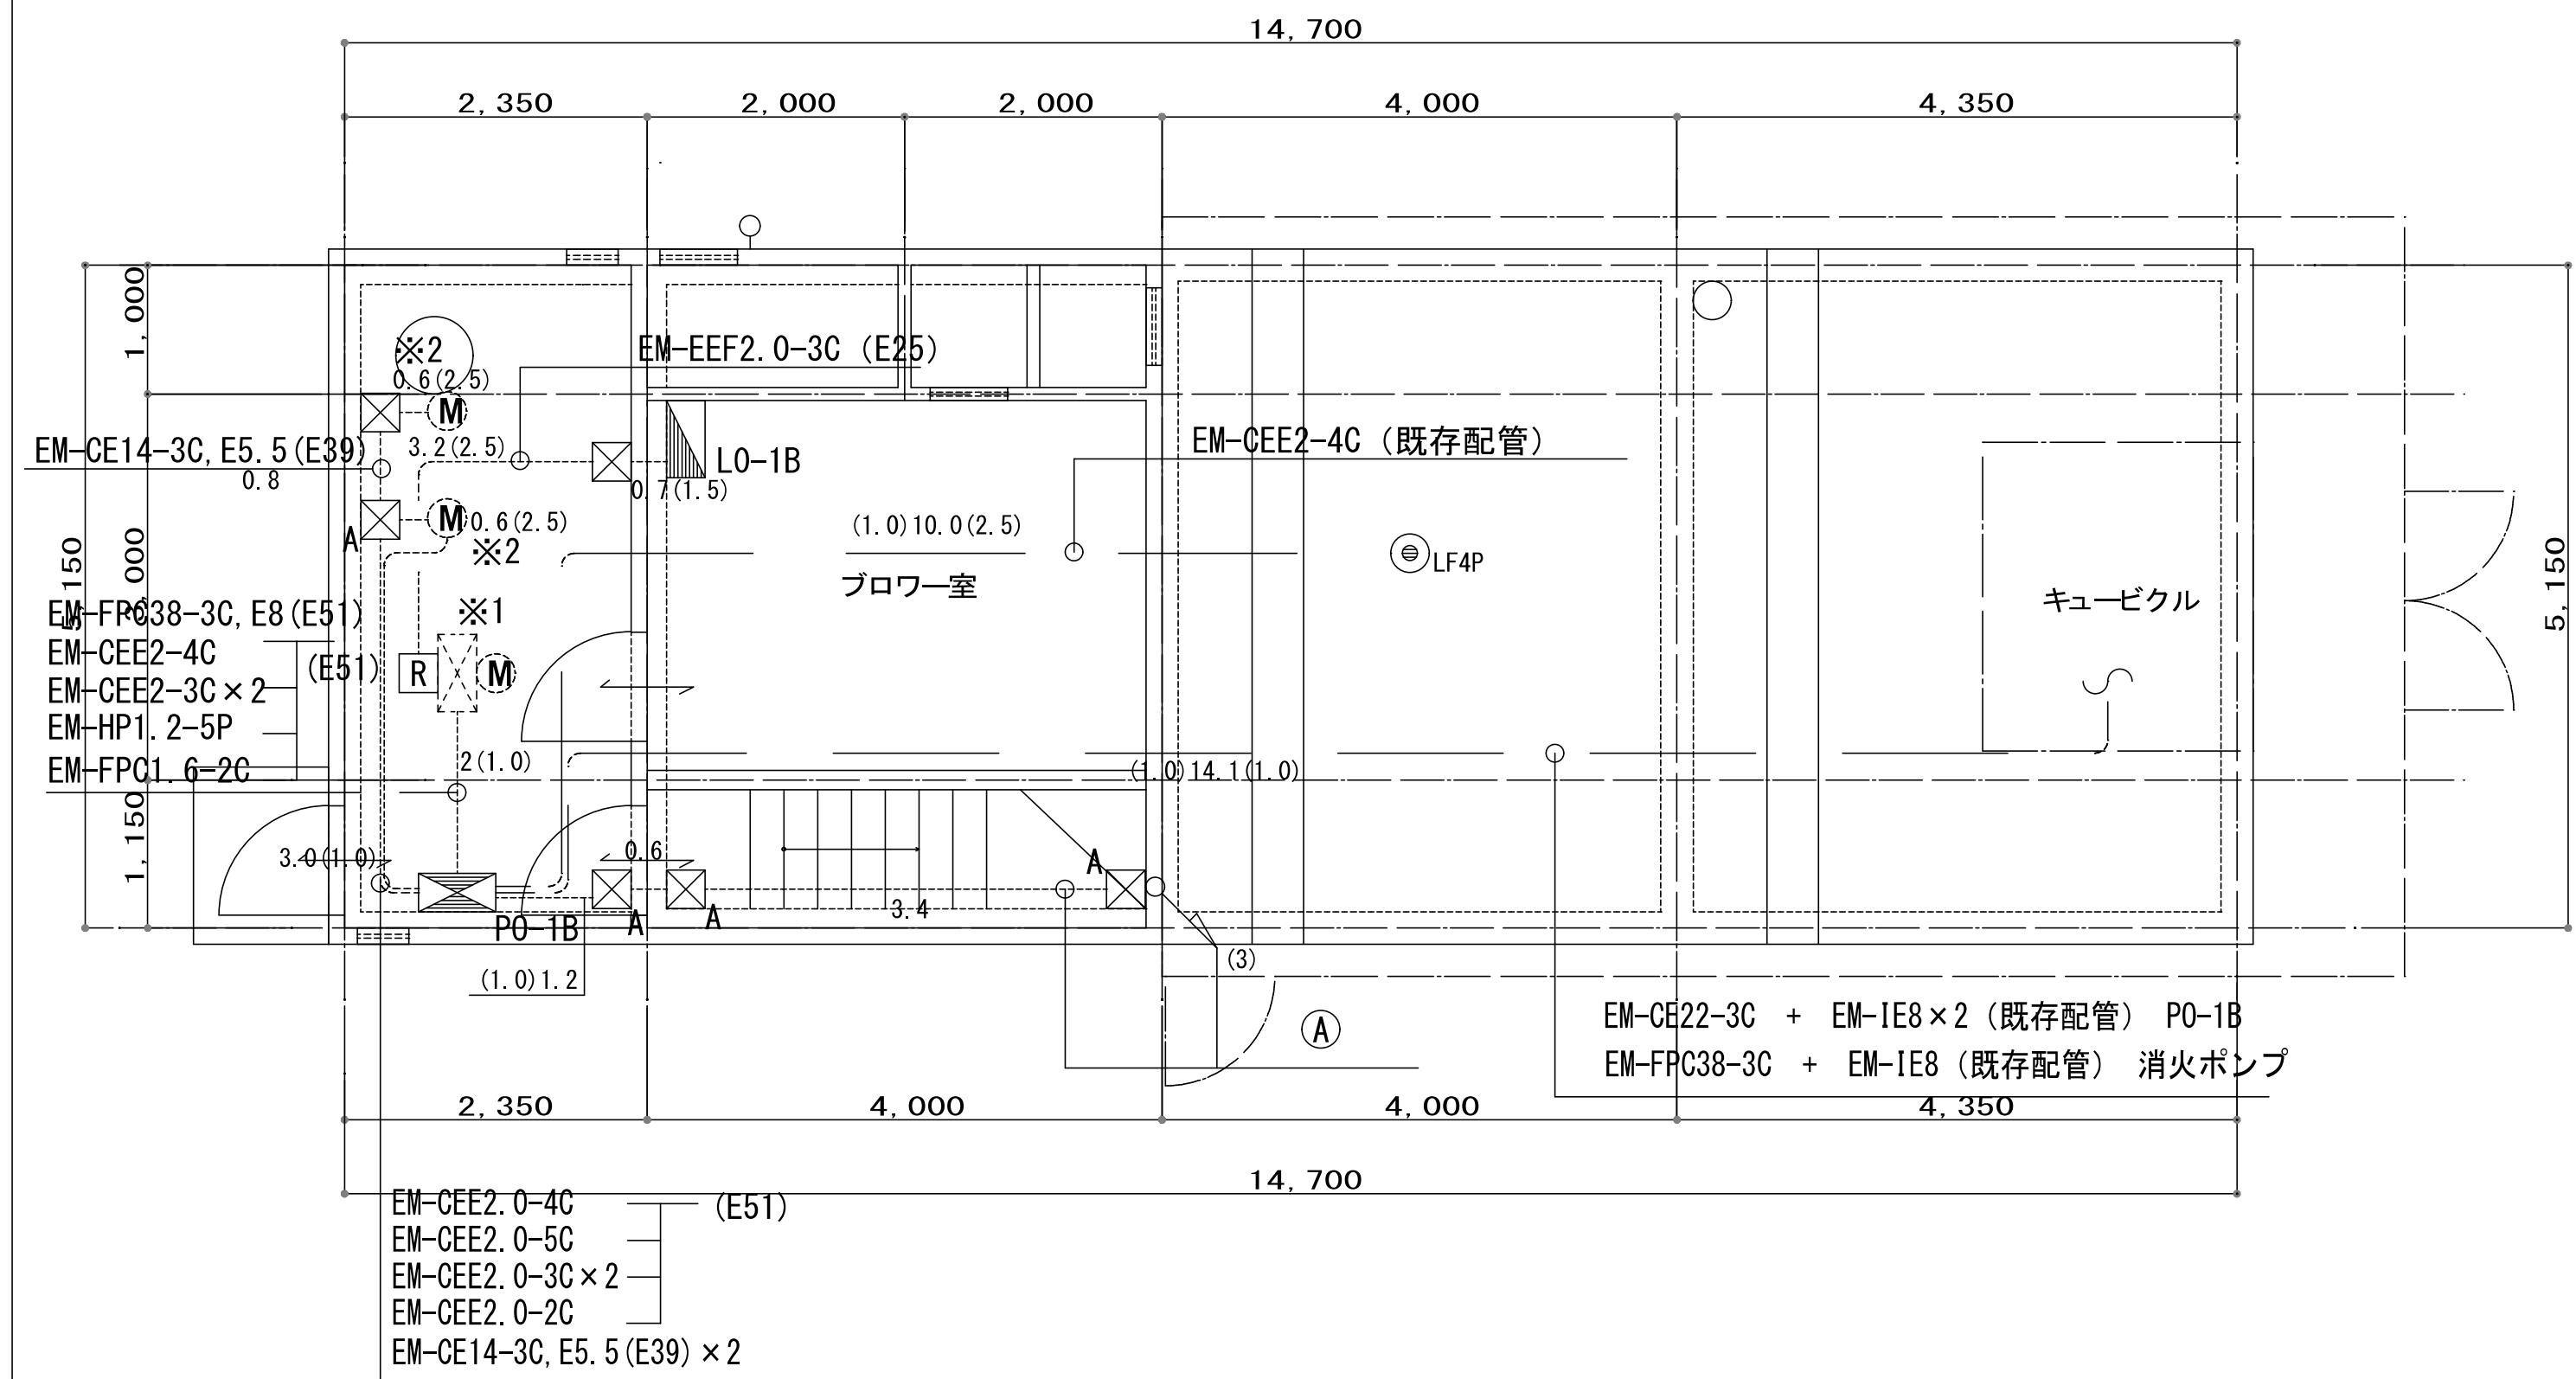 14,700
2,350
2,000
2,000
4,000
4,350
1,000
※2
0.6(2.5)
M
EM-EEF2.0-3C (E25)
EM-CE14-3C,E5.5(E39)
0.8
3.2(2.5)
LO-1B
0.7(1.5)
EM-CEE2-4C (既存配管)
M
0.6(2.5)
A
※2
(1.0)10.0(2.5)
ブロワー室
LF4P
キュービクル
5,150
,000
5,150
EM-FPC38-3C,E8(E51)
※1
EM-CEE2-4C
(E51)
R
M
EM-CEE2-3C×2
EM-HP1.2-5P
EM-FPC1.6-2C
2(1.0)
(1.0)14.1(1.0)
1,150
3.0(1.0)
0.6
A
3.4
PO-1B
A
A
(3)
(1.0)1.2
A
EM-CE22-3C + EM-IE8×2 (既存配管) PO-1B
EM-FPC38-3C + EM-IE8 (既存配管) 消火ポンプ
2,350
4,000
4,000
4,350
14,700
EM-CEE2.0-4C
(E51)
EM-CEE2.0-5C
EM-CEE2.0-3C×2
EM-CEE2.0-2C
EM-CE14-3C,E5.5(E39)×2